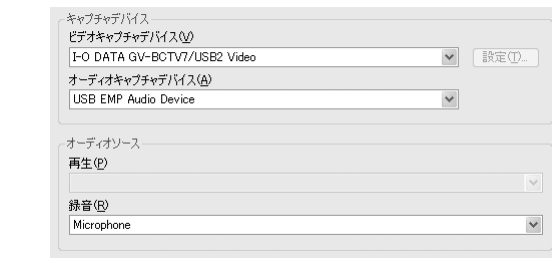 キャプチャデバイス
ビデオキャプチャデバイス(V)
I-O DATA GV-BCTV7/USB2 Video
設定(T)...
オーディオキャプチャデバイス(A)
USB EMP Audio Device
オーディオソース
再生(P)
録音(R)
Microphone